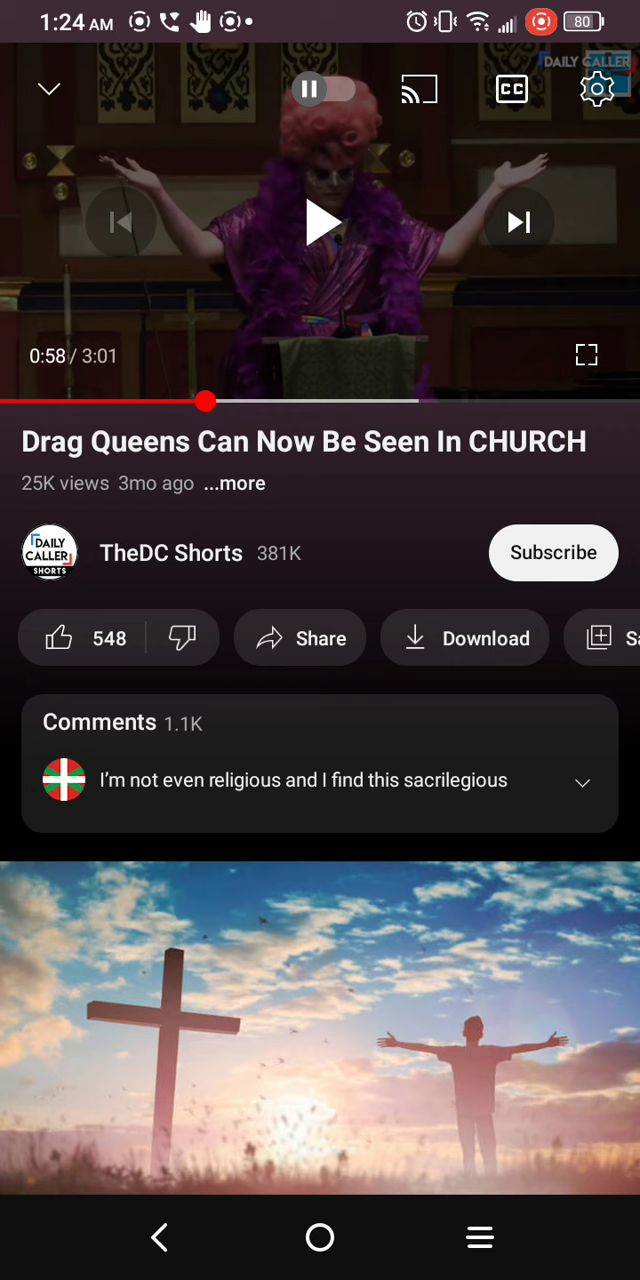 1:24 AM
80
DAILY CALLER
CC
0:58 / 3:01
Drag Queens Can Now Be Seen In CHURCH
25K views 3mo ago ...more
DAILY
CALLER
SHORTS
TheDC Shorts 381K
Subscribe
548
Share
Download
Sa
Comments 1.1K
I’m not even religious and I find this sacrilegious